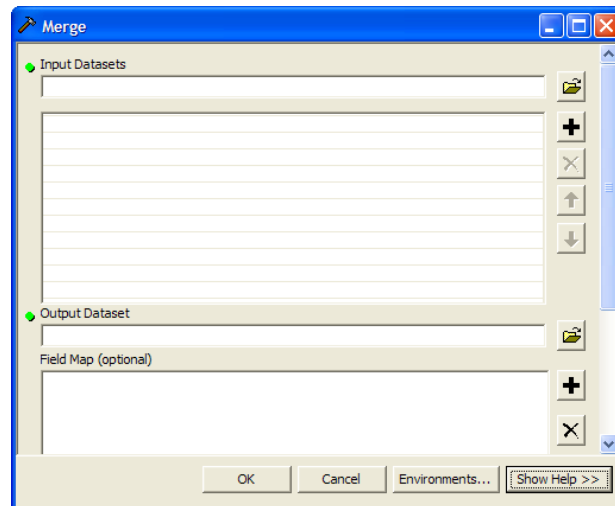 Merge
Input Datasets
Output Dataset
Field Map (optional)
OK Cancel Environments... Show Help >>